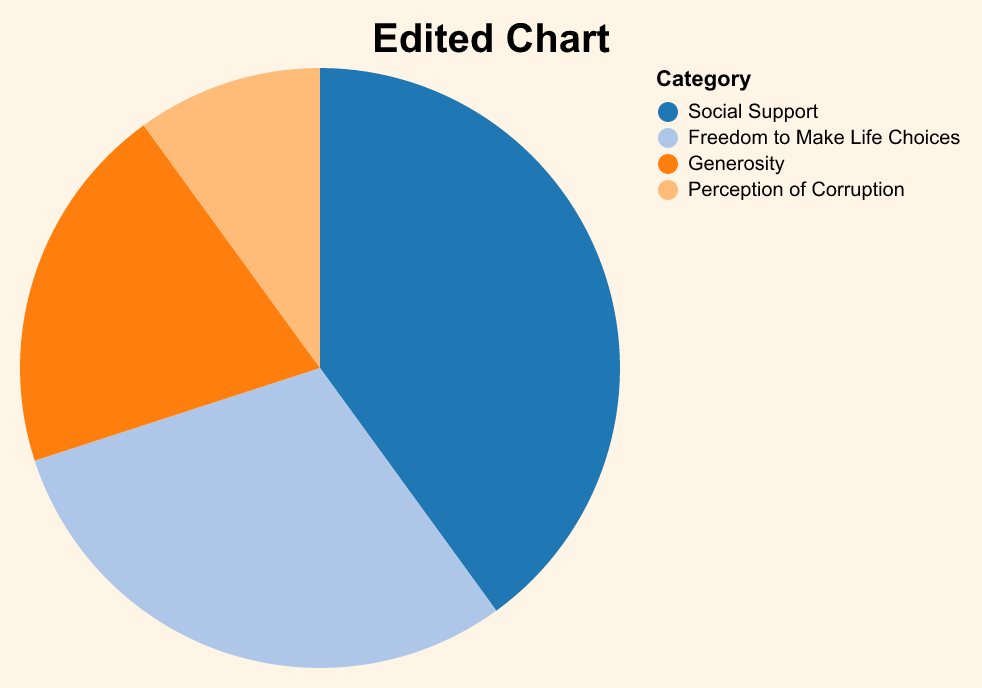 Edited Chart
Category
Social Support
Freedom to Make Life Choices
Generosity
Perception of Corruption